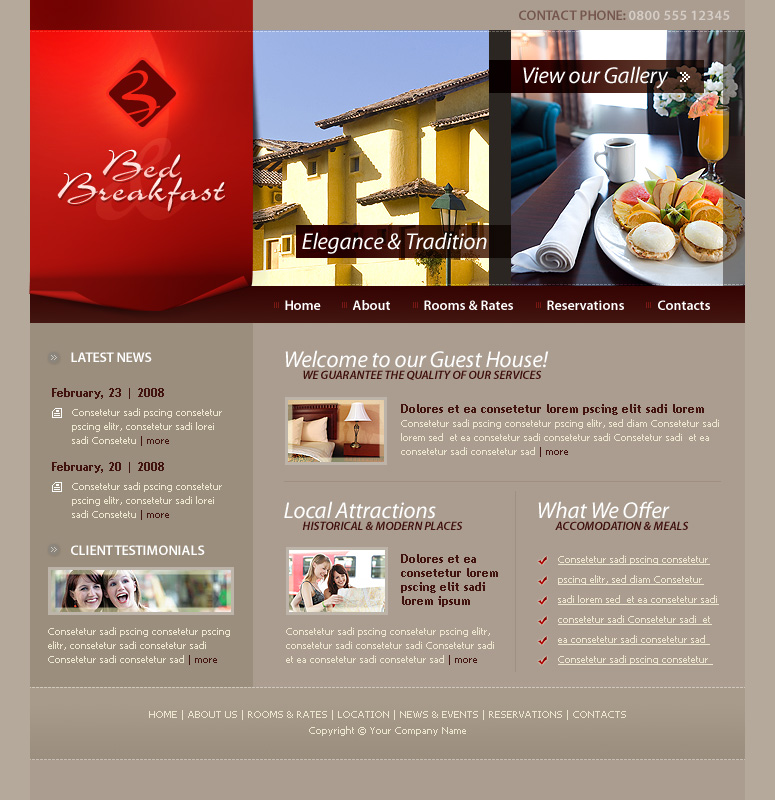 CONTACT PHONE: 0800 555 12345
View our Gallery
Bed
&
Breakfast
Elegance & Tradition
Home About Rooms & Rates Reservations Contacts
LATEST NEWS
February, 23 | 2008
Consetetur sadi pscing consetetur
pscing elitr, consetetur sadi lorei
sadi Consetetu | more
February, 20 | 2008
Consetetur sadi pscing consetetur
pscing elitr, consetetur sadi lorei
sadi Consetetu | more
CLIENT TESTIMONIALS
Consetetur sadi pscing consetetur pscing
elitr, consetetur sadi consetetur sadi
Consetetur sadi consetetur sad | more
Welcome to our Guest House!
WE GUARANTEE THE QUALITY OF OUR SERVICES
Dolores et ea consetetur lorem pscing elit sadi lorem
Consetetur sadi pscing consetetur pscing elitr, sed diam Consetetur sadi
lorem sed et ea consetetur sadi consetetur sadi Consetetur sadi et ea
consetetur sadi consetetur sad | more
Local Attractions
HISTORICAL & MODERN PLACES
Dolores et ea
consetetur lorem
pscing elit sadi
lorem ipsum
Consetetur sadi pscing consetetur pscing elitr,
consetetur sadi consetetur sadi Consetetur sadi
et ea consetetur sadi consetetur sad | more
What We Offer
ACCOMODATION & MEALS
Consetetur sadi pscing consetetur
pscing elitr, sed diam Consetetur
sadi lorem sed et ea consetetur sadi
consetetur sadi Consetetur sadi et
ea consetetur sadi consetetur sad
Consetetur sadi pscing consetetur
HOME | ABOUT US | ROOMS & RATES | LOCATION | NEWS & EVENTS | RESERVATIONS | CONTACTS
Copyright © Your Company Name